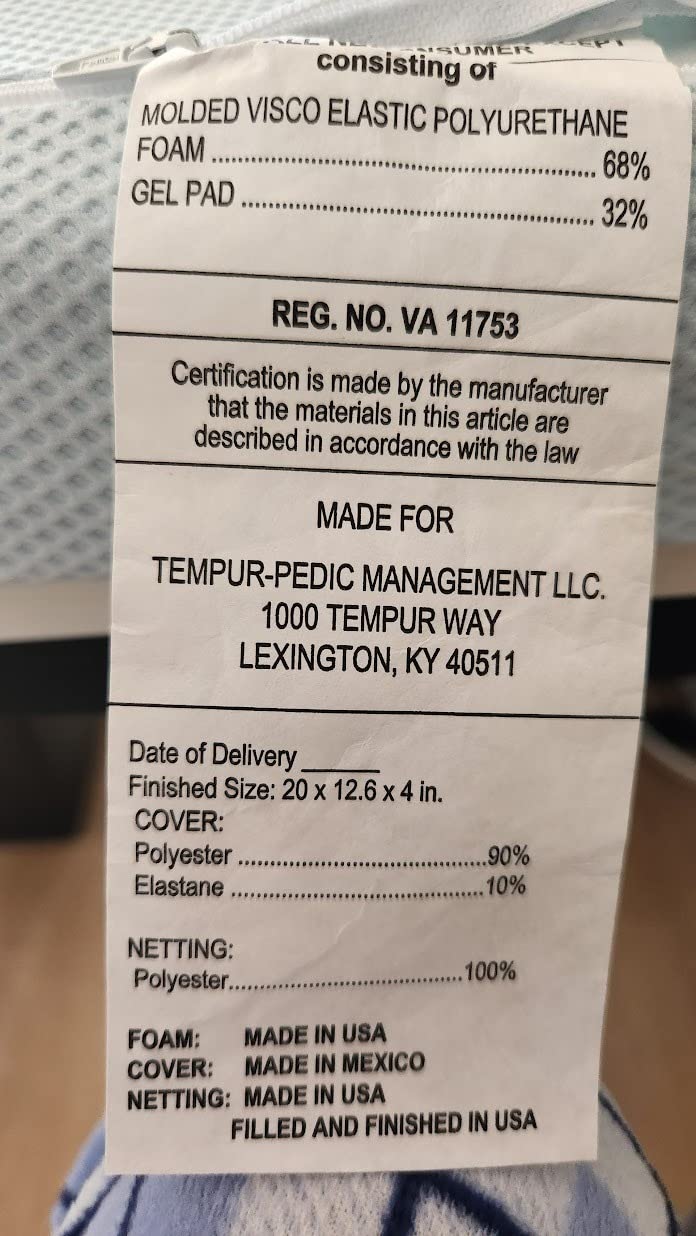 consisting of
MOLDED VISCO ELASTIC POLYURETHANE
FOAM ........................................................ 68%
GEL PAD .................................................... 32%
REG. NO. VA 11753
Certification is made by the manufacturer
that the materials in this article are
described in accordance with the law
MADE FOR
TEMPUR-PEDIC MANAGEMENT LLC.
1000 TEMPUR WAY
LEXINGTON, KY 40511
Date of Delivery ______
Finished Size: 20 x 12.6 x 4 in.
COVER:
Polyester ..........................................90%
Elastane ...........................................10%
NETTING:
Polyester.......................................100%
FOAM: MADE IN USA
COVER: MADE IN MEXICO
NETTING: MADE IN USA
FILLED AND FINISHED IN USA